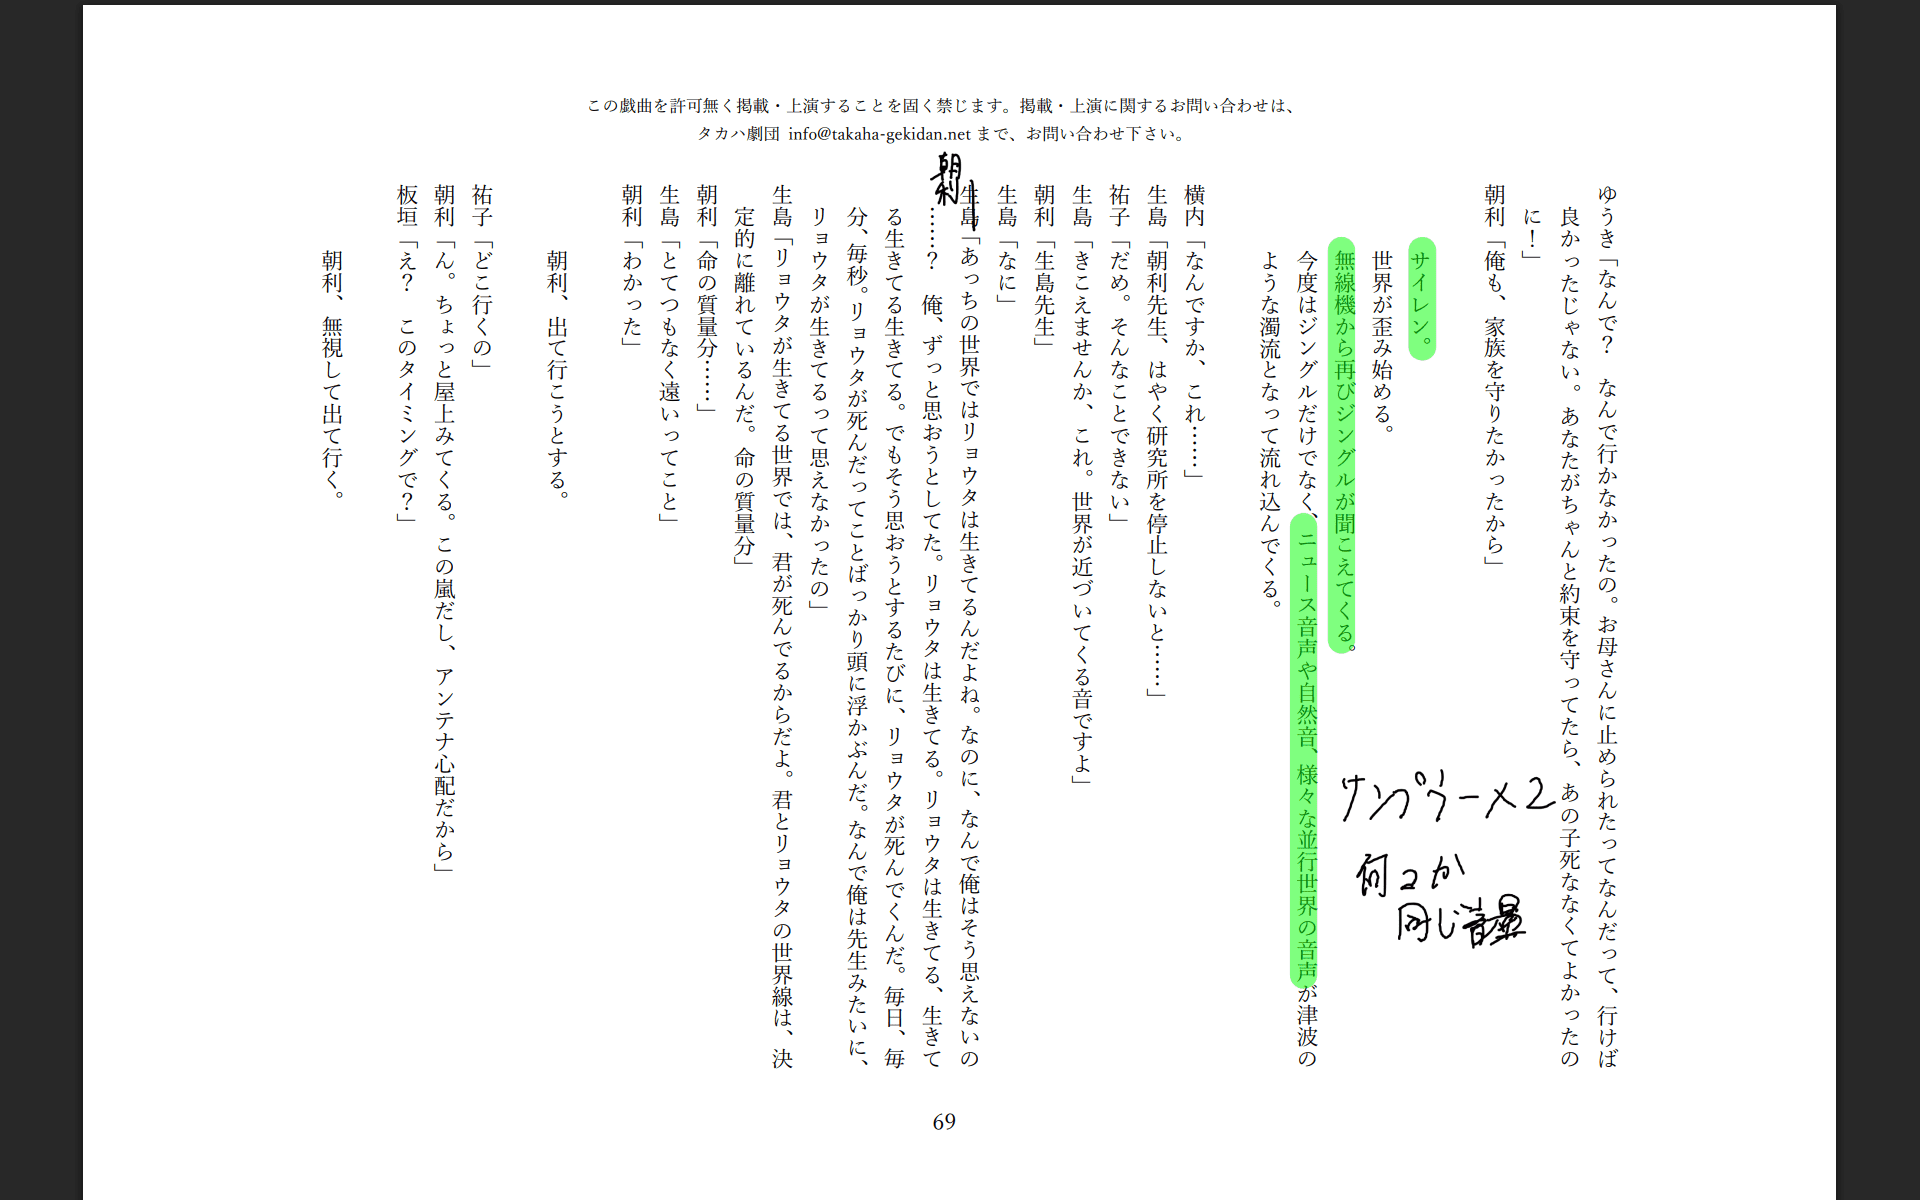 この戯曲を許可無く掲載・上演することを固く禁じます。掲載・上演に関するお問い合わせは、
タカハ劇団 info@takaha-gekidan.net まで、お問い合わせ下さい。
ゆうき「なんで？　なんで行かなかったの。お母さんに止められたってなんだって、行けば
良かったじゃない。あなたがちゃんと約束を守ってたら、あの子死ななくてよかったの
に！」
朝利「俺も、家族を守りたかったから」
サイレン。
世界が歪み始める。
無線機から再びジングルが聞こえてくる。
今度はジングルだけでなく、ニュース音声や自然音、様々な並行世界の音声が津波の
ような濁流となって流れ込んでくる。
サンプラー×2
何コか
同じ音量
横内「なんですか、これ……」
生島「朝利先生、はやく研究所を停止しないと……」
祐子「だめ。そんなことできない」
生島「きこえませんか、これ。世界が近づいてくる音ですよ」
朝利「生島先生」
生島「なに」
朝利
生島「あっちの世界ではリョウタは生きてるんだよね。なのに、なんで俺はそう思えないの
……？　俺、ずっと思おうとしてた。リョウタは生きてる。リョウタは生きてる、生きて
る生きてる生きてる。でもそう思おうとするたびに、リョウタが死んでくんだ。毎日、毎
分、毎秒。リョウタが死んだってことばっかり頭に浮かぶんだ。なんで俺は先生みたいに、
リョウタが生きてるって思えなかったの」
生島「リョウタが生きてる世界では、君が死んでるからだよ。君とリョウタの世界線は、決
定的に離れているんだ。命の質量分」
朝利「命の質量分……」
生島「とてつもなく遠いってこと」
朝利「わかった」
朝利、出て行こうとする。
祐子「どこ行くの」
朝利「ん。ちょっと屋上みてくる。この嵐だし、アンテナ心配だから」
板垣「え？　このタイミングで？」
朝利、無視して出て行く。
69